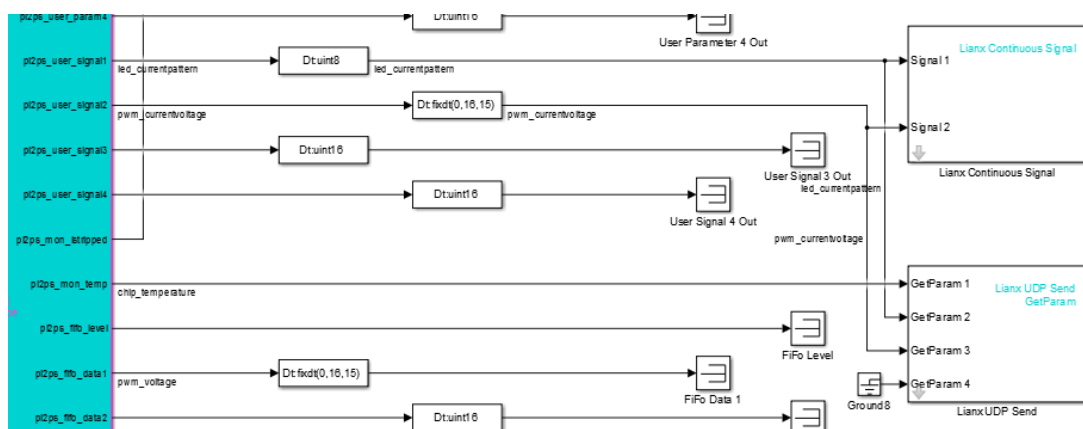 pl2ps_user_param4
Dt:uint16
User Parameter 4 Out
Lianx Continuous Signal
pl2ps_user_signal1
led_currentpattern
Dt:uint8
led_currentpattern
Signal 1
pl2ps_user_signal2
pwm_currentvoltage
Dt:fixdt(0,16,15)
pwm_currentvoltage
Signal 2
pl2ps_user_signal3
Dt:uint16
User Signal 3 Out
Lianx Continuous Signal
led_currentpattern
pl2ps_user_signal4
Dt:uint16
User Signal 4 Out
pl2ps_mon_lstripped
pwm_currentvoltage
pl2ps_mon_temp
chip_temperature
GetParam 1
Lianx UDP Send
GetParam
GetParam 2
pl2ps_fifo_level
FiFo Level
GetParam 3
pl2ps_fifo_data1
pwm_voltage
Dt:fixdt(0,16,15)
FiFo Data 1
Ground8
GetParam 4
Lianx UDP Send
pl2ps_fifo_data2
Dt:uint16